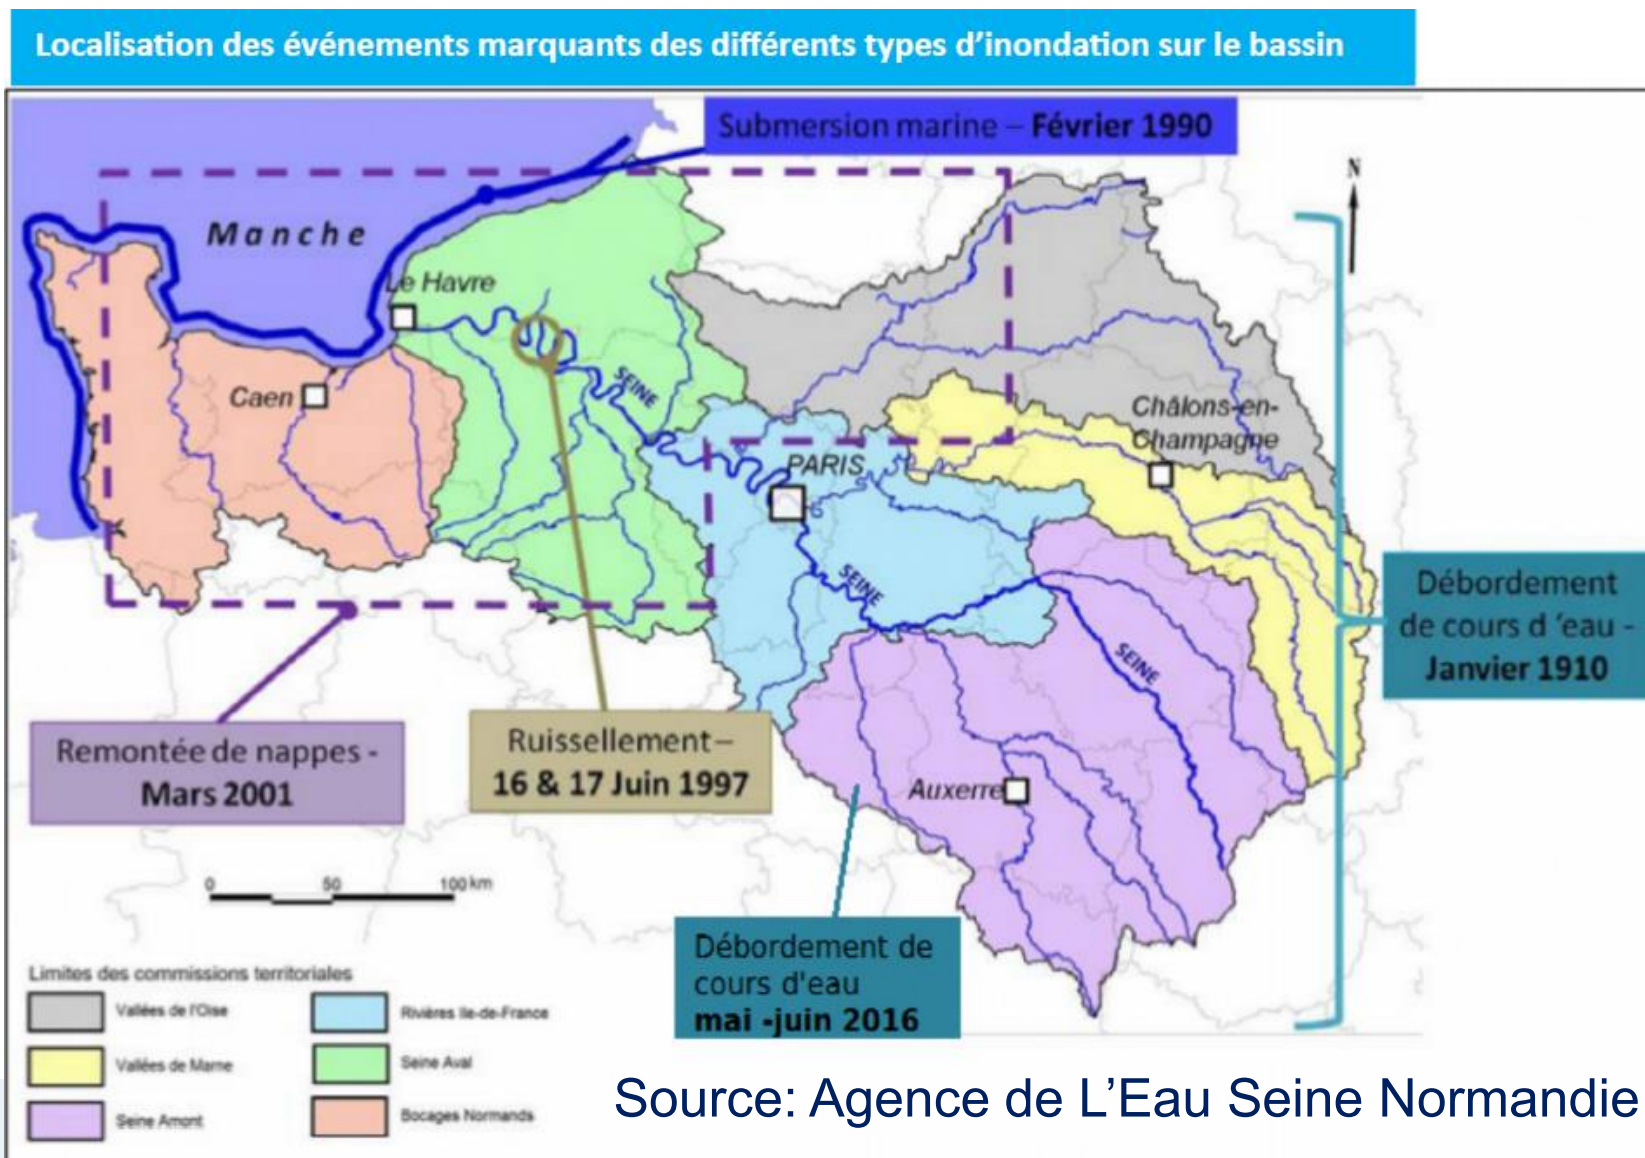 Localisation des événements marquants des différents types d’inondation sur le bassin
Submersion marine – Février 1990
N
Manche
Le Havre
SEINE
Caen
Châlons-en-
Champagne
PARIS
SEINE
Débordement
de cours d ‘eau -
Janvier 1910
SEINE
Remontée de nappes -
Mars 2001
Ruissellement –
16 & 17 Juin 1997
Auxerre
0 50 100 km
Débordement de
cours d'eau
mai -juin 2016
Limites des commissions territoriales
Vallées de l'Oise
Rivières Ile-de-France
Vallées de Marne
Seine Aval
Seine Amont
Bocages Normands
Source: Agence de L’Eau Seine Normandie